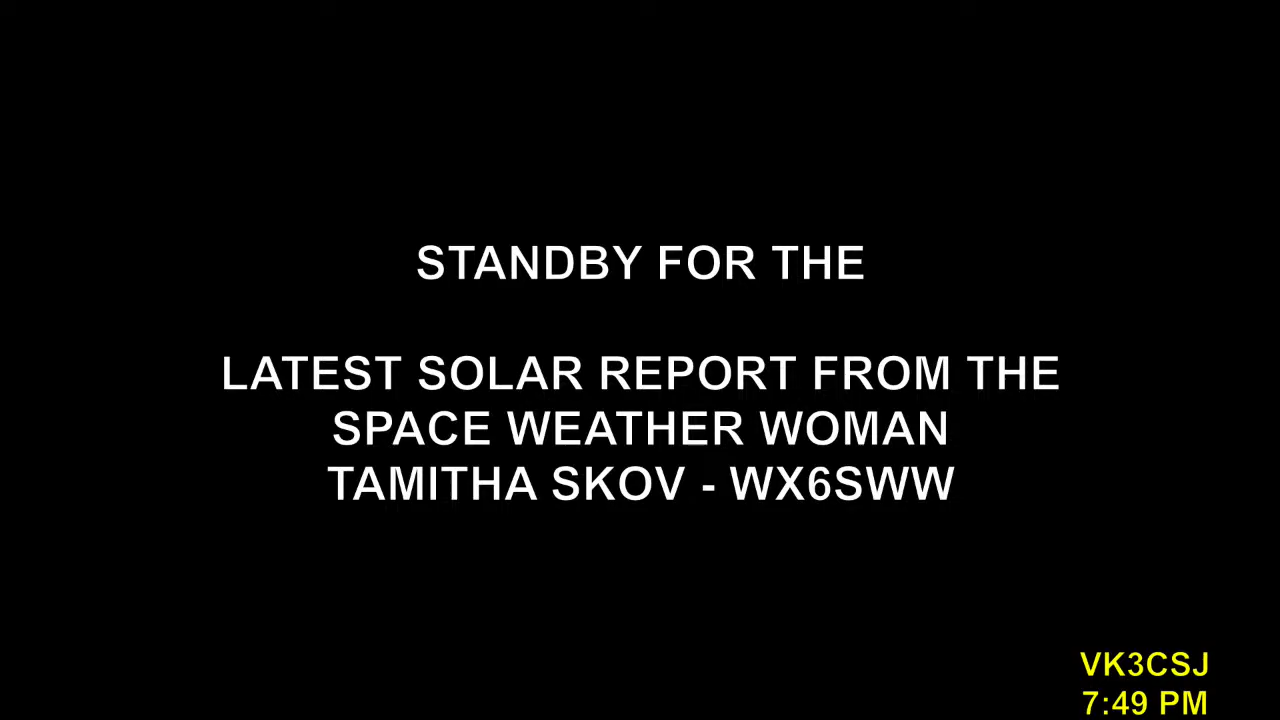 STANDBY FOR THE
LATEST SOLAR REPORT FROM THE
SPACE WEATHER WOMAN
TAMITHA SKOV - WX6SWW
VK3CSJ
7:49 PM